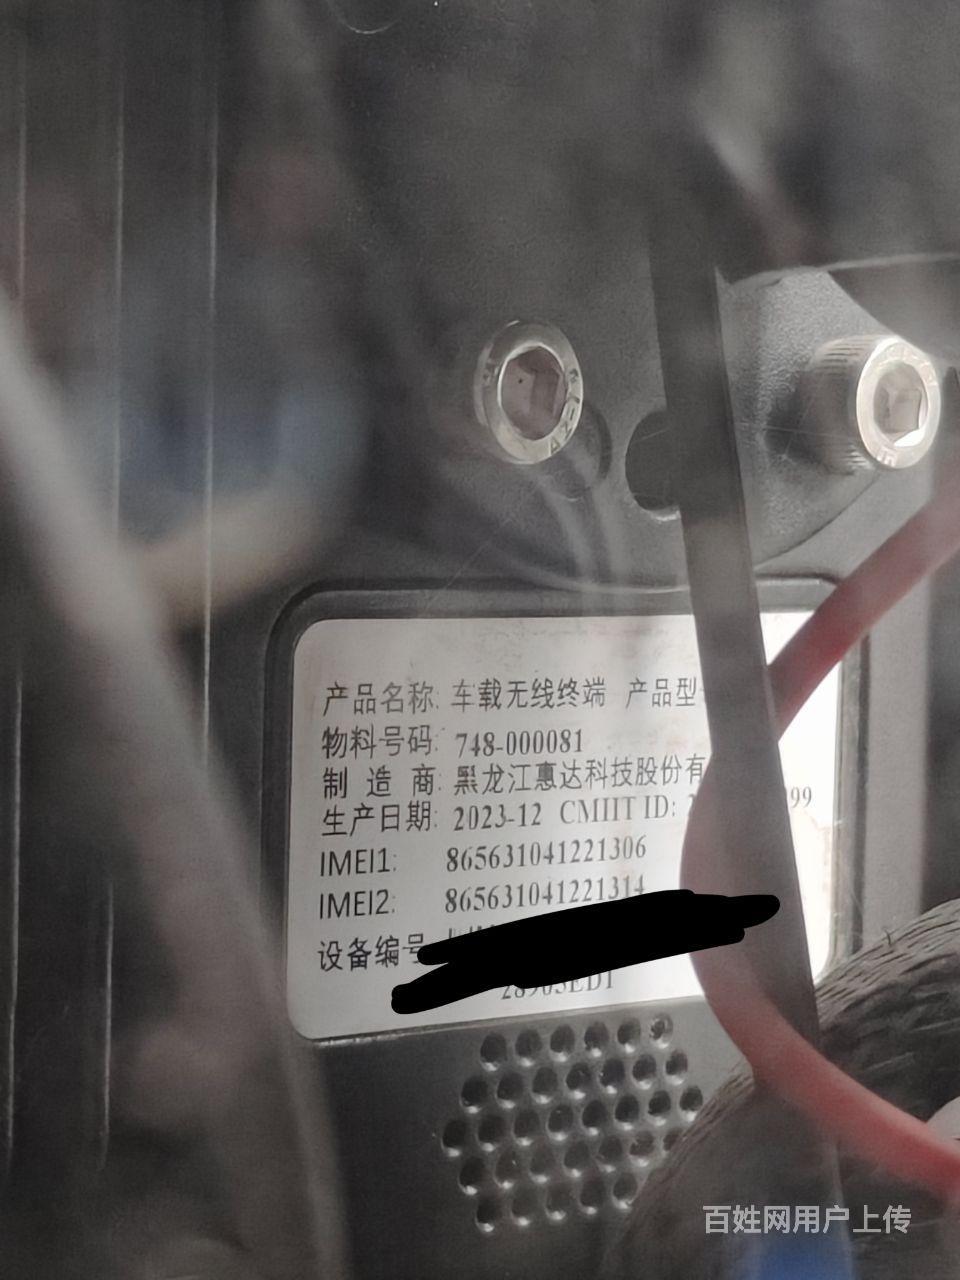 产品名称: 车载无线终端 产品型
物料号码: 748-000081
制造商: 黑龙江惠达科技股份有
生产日期: 2023-12 CMIIT ID: 99
IMEI1: 865631041221306
IMEI2: 865631041221314
设备编号
28905ED1
百姓网用户上传